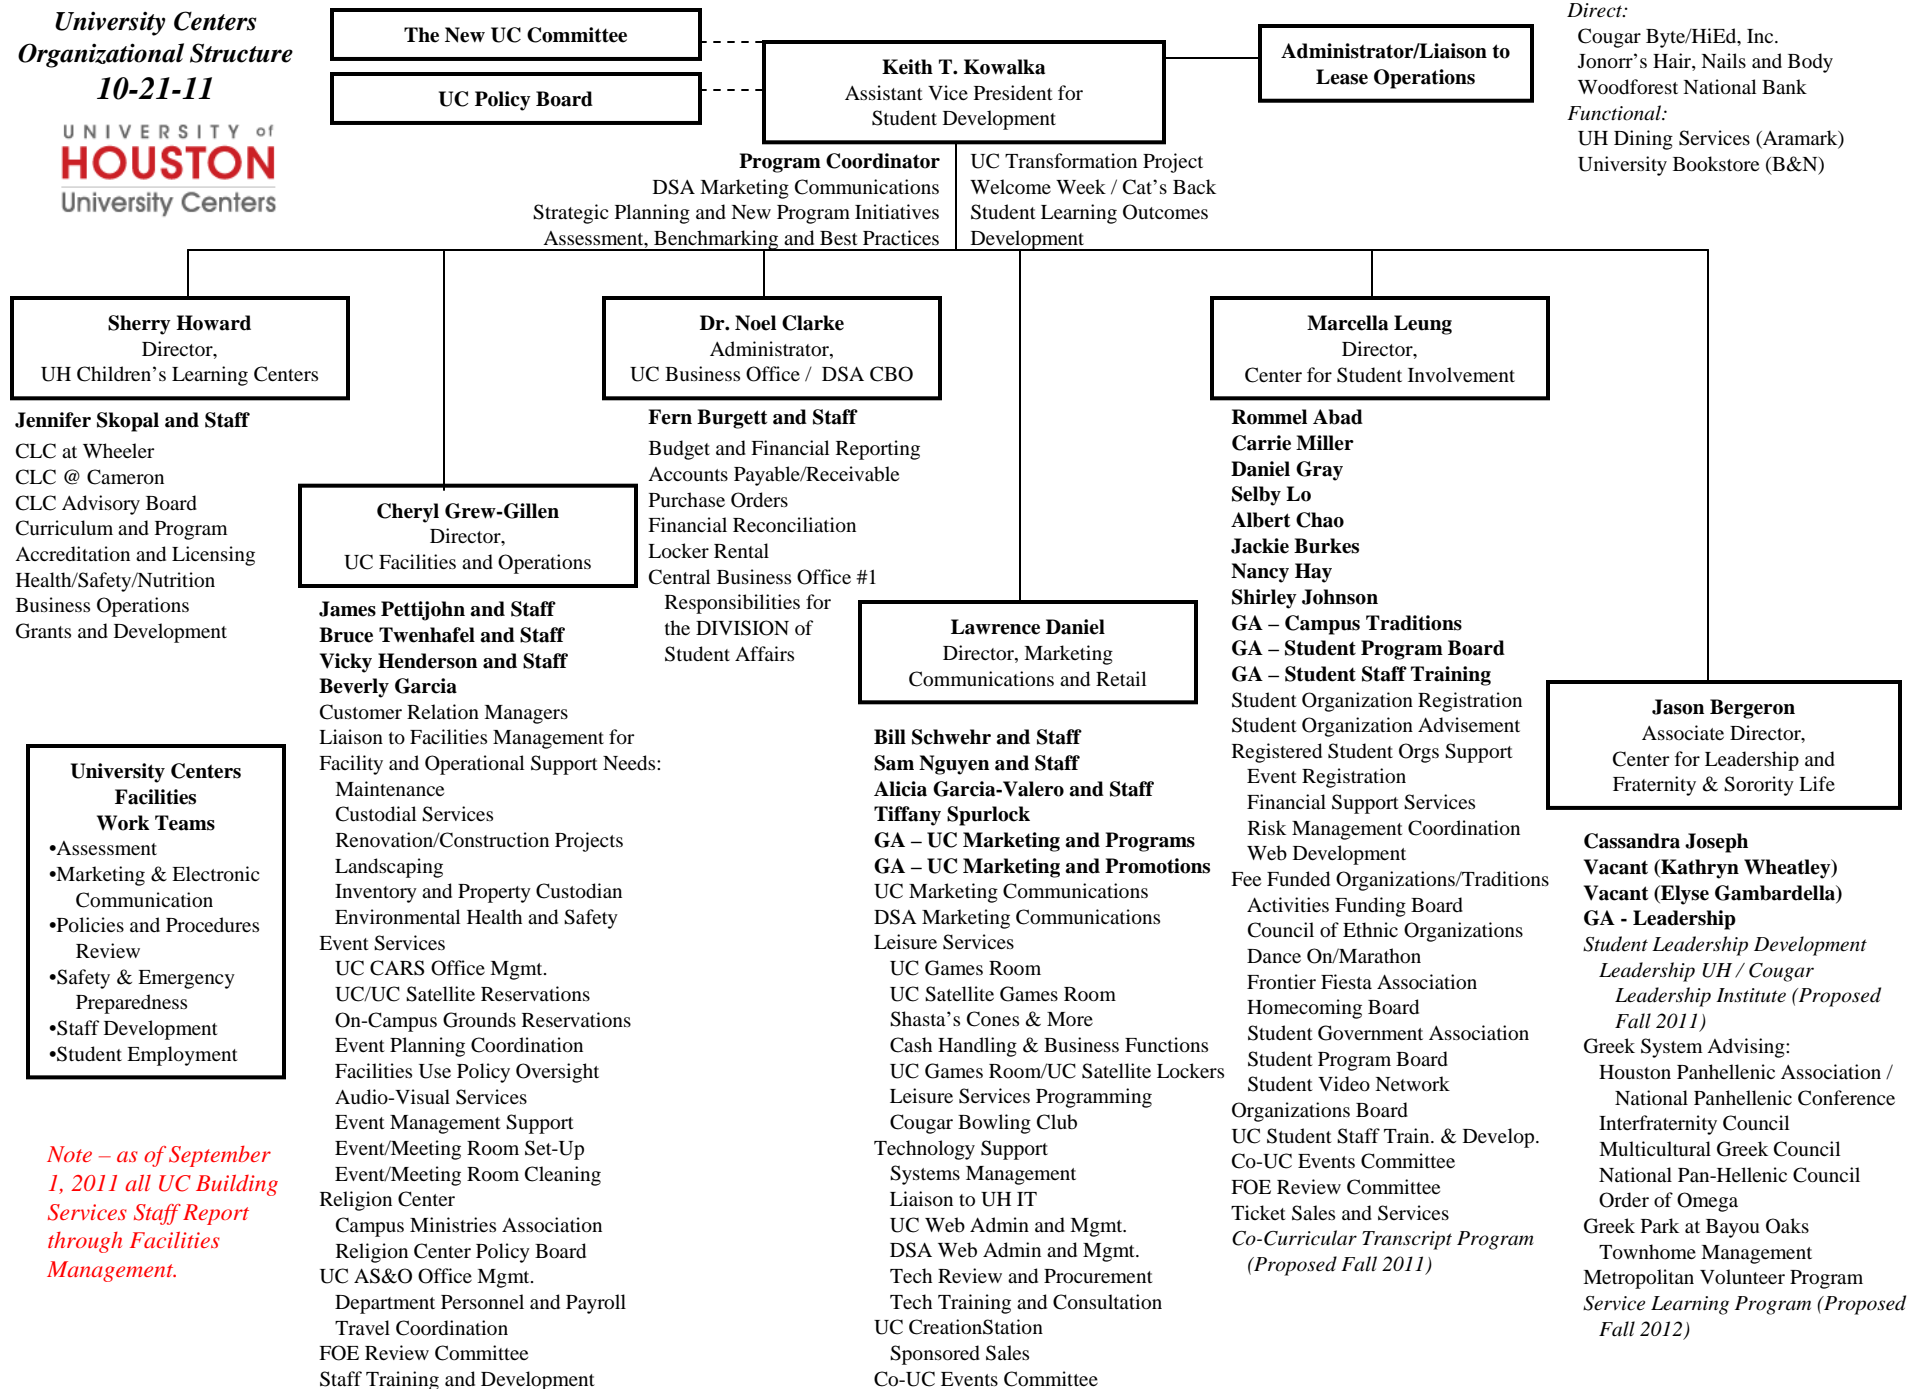 University Centers
Organizational Structure
10-21-11
UNIVERSITY of
HOUSTON
University Centers
The New UC Committee
UC Policy Board
Keith T. Kowalka
Assistant Vice President for
Student Development
Administrator/Liaison to
Lease Operations
Direct:
Cougar Byte/HiEd, Inc.
Jonorr's Hair, Nails and Body
Woodforest National Bank
Functional:
UH Dining Services (Aramark)
University Bookstore (B&N)
Program Coordinator
DSA Marketing Communications
Strategic Planning and New Program Initiatives
Assessment, Benchmarking and Best Practices
UC Transformation Project
Welcome Week / Cat's Back
Student Learning Outcomes
Development
Sherry Howard
Director,
UH Children's Learning Centers
Jennifer Skopal and Staff
CLC at Wheeler
CLC @ Cameron
CLC Advisory Board
Curriculum and Program
Accreditation and Licensing
Health/Safety/Nutrition
Business Operations
Grants and Development
University Centers
Facilities
Work Teams
•Assessment
•Marketing & Electronic
Communication
•Policies and Procedures
Review
•Safety & Emergency
Preparedness
•Staff Development
•Student Employment
Note – as of September
1, 2011 all UC Building
Services Staff Report
through Facilities
Management.
Cheryl Grew-Gillen
Director,
UC Facilities and Operations
James Pettijohn and Staff
Bruce Twenhafel and Staff
Vicky Henderson and Staff
Beverly Garcia
Customer Relation Managers
Liaison to Facilities Management for
Facility and Operational Support Needs:
Maintenance
Custodial Services
Renovation/Construction Projects
Landscaping
Inventory and Property Custodian
Environmental Health and Safety
Event Services
UC CARS Office Mgmt.
UC/UC Satellite Reservations
On-Campus Grounds Reservations
Event Planning Coordination
Facilities Use Policy Oversight
Audio-Visual Services
Event Management Support
Event/Meeting Room Set-Up
Event/Meeting Room Cleaning
Religion Center
Campus Ministries Association
Religion Center Policy Board
UC AS&O Office Mgmt.
Department Personnel and Payroll
Travel Coordination
FOE Review Committee
Staff Training and Development
Dr. Noel Clarke
Administrator,
UC Business Office / DSA CBO
Fern Burgett and Staff
Budget and Financial Reporting
Accounts Payable/Receivable
Purchase Orders
Financial Reconciliation
Locker Rental
Central Business Office #1
Responsibilities for
the DIVISION of
Student Affairs
Lawrence Daniel
Director, Marketing
Communications and Retail
Bill Schwehr and Staff
Sam Nguyen and Staff
Alicia Garcia-Valero and Staff
Tiffany Spurlock
GA – UC Marketing and Programs
GA – UC Marketing and Promotions
UC Marketing Communications
DSA Marketing Communications
Leisure Services
UC Games Room
UC Satellite Games Room
Shasta's Cones & More
Cash Handling & Business Functions
UC Games Room/UC Satellite Lockers
Leisure Services Programming
Cougar Bowling Club
Technology Support
Systems Management
Liaison to UH IT
UC Web Admin and Mgmt.
DSA Web Admin and Mgmt.
Tech Review and Procurement
Tech Training and Consultation
UC CreationStation
Sponsored Sales
Co-UC Events Committee
Marcella Leung
Director,
Center for Student Involvement
Rommel Abad
Carrie Miller
Daniel Gray
Selby Lo
Albert Chao
Jackie Burkes
Nancy Hay
Shirley Johnson
GA – Campus Traditions
GA – Student Program Board
GA – Student Staff Training
Student Organization Registration
Student Organization Advisement
Registered Student Orgs Support
Event Registration
Financial Support Services
Risk Management Coordination
Web Development
Fee Funded Organizations/Traditions
Activities Funding Board
Council of Ethnic Organizations
Dance On/Marathon
Frontier Fiesta Association
Homecoming Board
Student Government Association
Student Program Board
Student Video Network
Organizations Board
UC Student Staff Train. & Develop.
Co-UC Events Committee
FOE Review Committee
Ticket Sales and Services
Co-Curricular Transcript Program
(Proposed Fall 2011)
Jason Bergeron
Associate Director,
Center for Leadership and
Fraternity & Sorority Life
Cassandra Joseph
Vacant (Kathryn Wheatley)
Vacant (Elyse Gambardella)
GA - Leadership
Student Leadership Development
Leadership UH / Cougar
Leadership Institute (Proposed
Fall 2011)
Greek System Advising:
Houston Panhellenic Association /
National Panhellenic Conference
Interfraternity Council
Multicultural Greek Council
National Pan-Hellenic Council
Order of Omega
Greek Park at Bayou Oaks
Townhome Management
Metropolitan Volunteer Program
Service Learning Program (Proposed
Fall 2012)